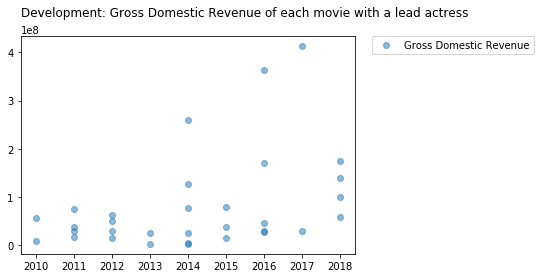 Development: Gross Domestic Revenue of each movie with a lead actress
1e8
Gross Domestic Revenue
4
3
2
1
0
2010 2011 2012 2013 2014 2015 2016 2017 2018